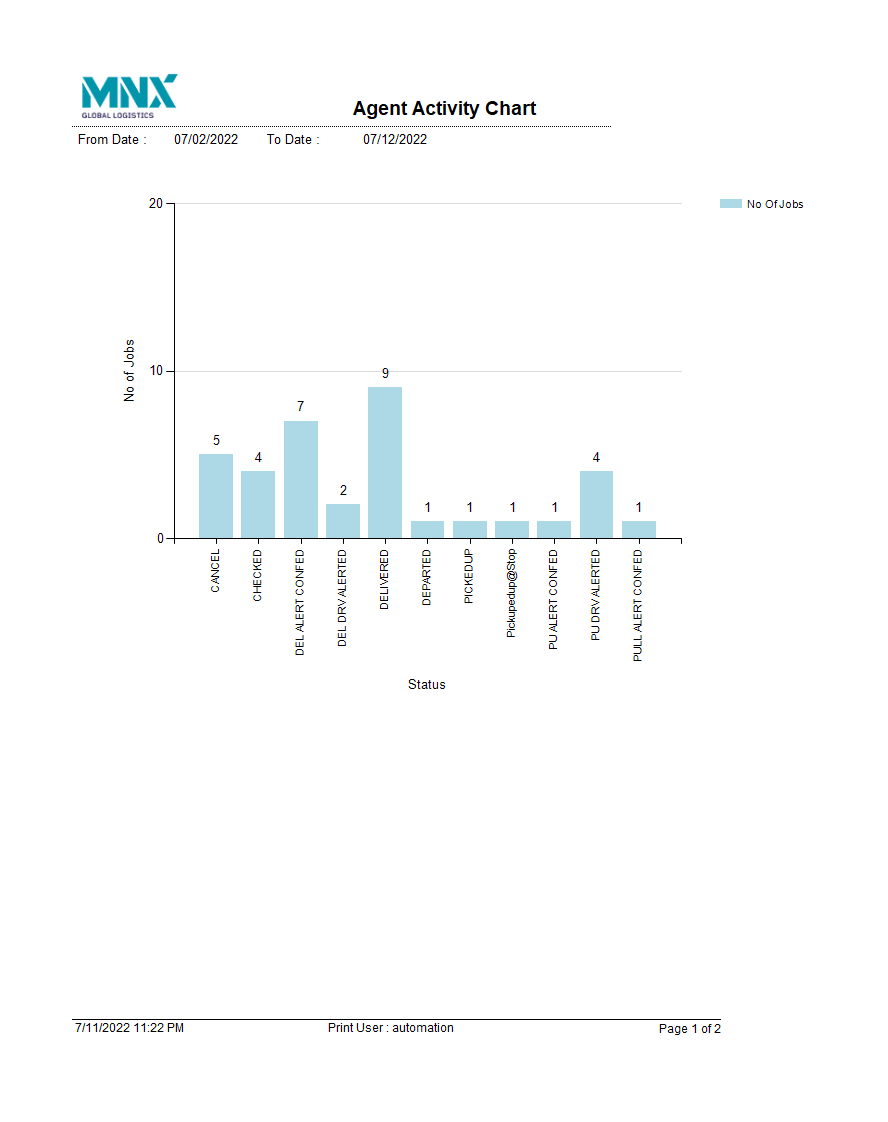 MNX
GLOBAL LOGISTICS
Agent Activity Chart
From Date : 07/02/2022 To Date : 07/12/2022
20
No Of Jobs
No of Jobs
10
9
7
5
4
4
2
1
1
1
1
1
0
CANCEL
CHECKED
DEL ALERT CONFED
DEL DRV ALERTED
DELIVERED
DEPARTED
PICKEDUP
Pickupedup@Stop
PU ALERT CONFED
PU DRV ALERTED
PULL ALERT CONFED
Status
7/11/2022 11:22 PM Print User : automation Page 1 of 2